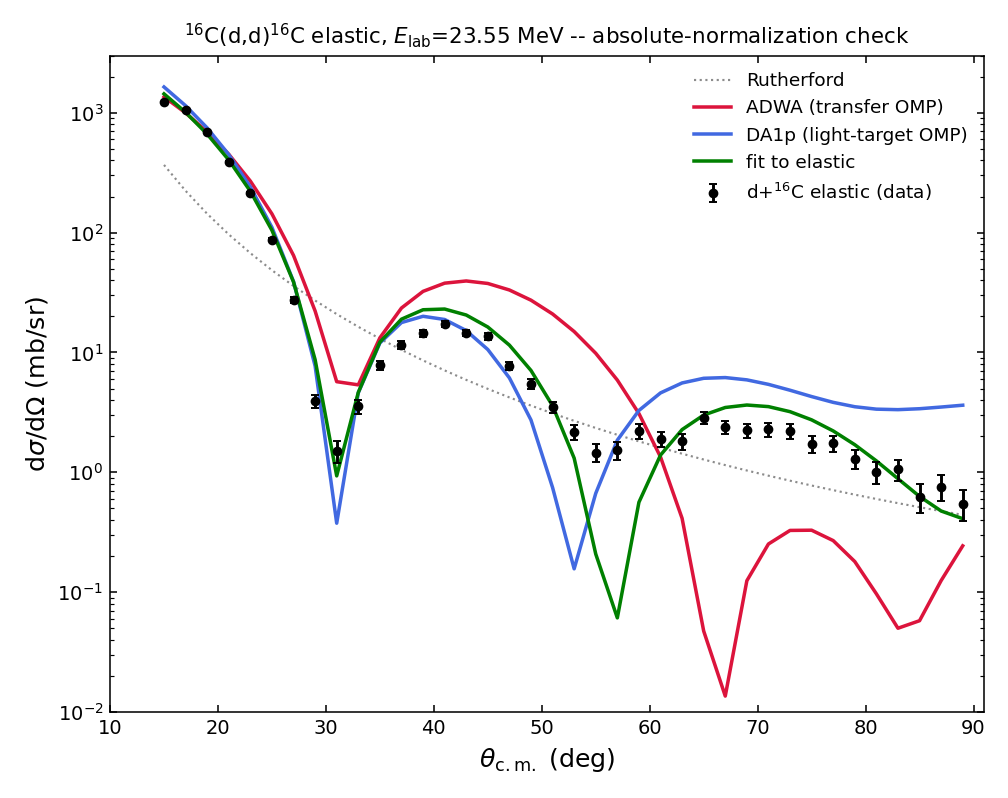 ¹⁶C(d,d)¹⁶C elastic, E_lab=23.55 MeV -- absolute-normalization check
Rutherford
ADWA (transfer OMP)
DA1p (light-target OMP)
fit to elastic
d+¹⁶C elastic (data)
dσ/dΩ (mb/sr)
10³
10²
10¹
10⁰
10⁻¹
10⁻²
10 20 30 40 50 60 70 80 90
θ_c.m. (deg)